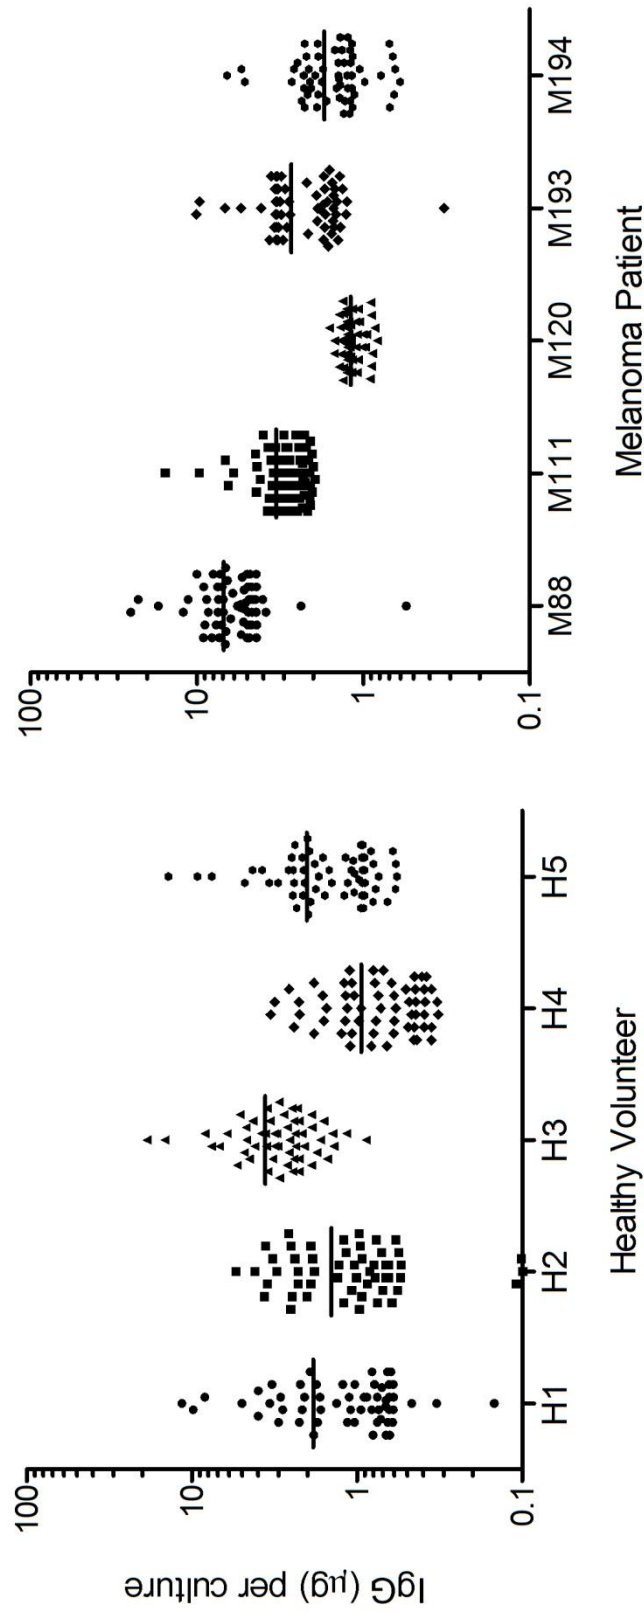 IgG (µg) per culture
100
10
1
0.1
H1 H2 H3 H4 H5
Healthy Volunteer
100
10
1
0.1
M88 M111 M120 M193 M194
Melanoma Patient